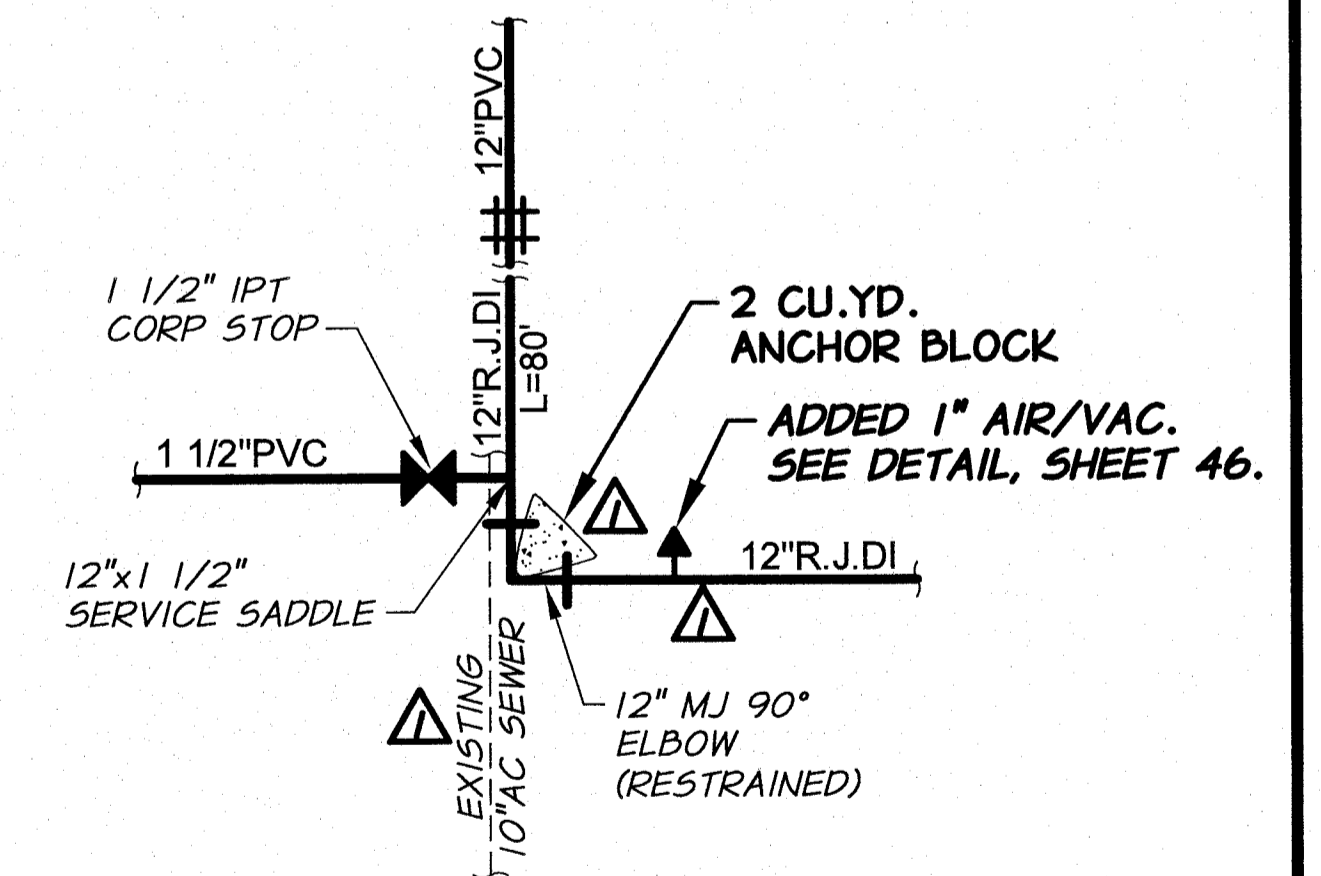 12"PVC
1 1/2" IPT
CORP STOP
12"R.J.DI
L=80'
2 CU.YD.
ANCHOR BLOCK
ADDED 1" AIR/VAC.
SEE DETAIL, SHEET 46.
1 1/2"PVC
1
12"R.J.DI
12"x1 1/2"
SERVICE SADDLE
1
1
EXISTING
10"AC SEWER
12" MJ 90°
ELBOW
(RESTRAINED)